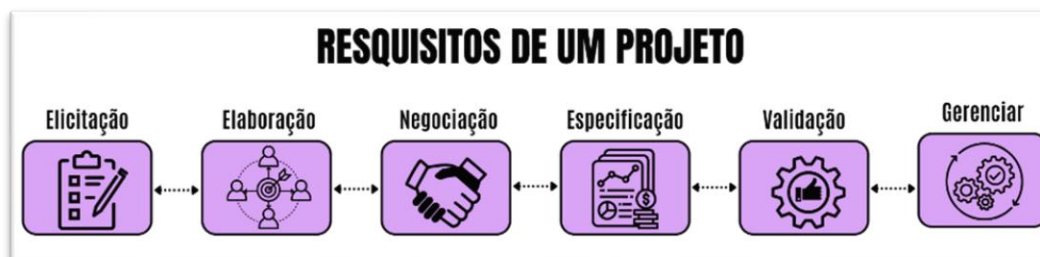 RESQUISITOS DE UM PROJETO
Elicitação
Elaboração
Negociação
Especificação
Validação
Gerenciar
$